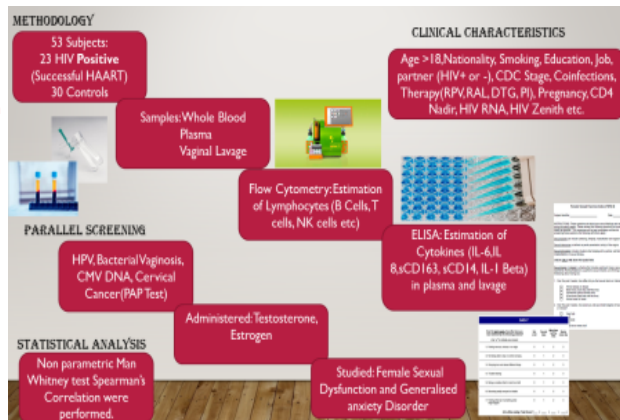 METHODOLOGY
53 Subjects:
23 HIV Positive
(Successful HAART)
30 Controls
Samples: Whole Blood
Plasma
Vaginal Lavage
Flow Cytometry: Estimation
of Lymphocytes (B Cells, T
cells, NK cells etc)
CLINICAL CHARACTERISTICS
Age >18, Nationality, Smoking, Education, Job,
partner (HIV+ or -), CDC Stage, Coinfections,
Therapy(RPV, RAL, DTG, PI), Pregnancy, CD4
Nadir, HIV RNA, HIV Zenith etc.
ELISA: Estimation of
Cytokines (IL-6, IL
8, sCD163, sCD14, IL-1 Beta)
in plasma and lavage
PARALLEL SCREENING
HPV, Bacterial Vaginosis,
CMV DNA, Cervical
Cancer(PAP Test)
Administered: Testosterone,
Estrogen
Studied: Female Sexual
Dysfunction and Generalised
anxiety Disorder
STATISTICAL ANALYSIS
Non parametric Man
Whitney test Spearman's
Correlation were
performed.